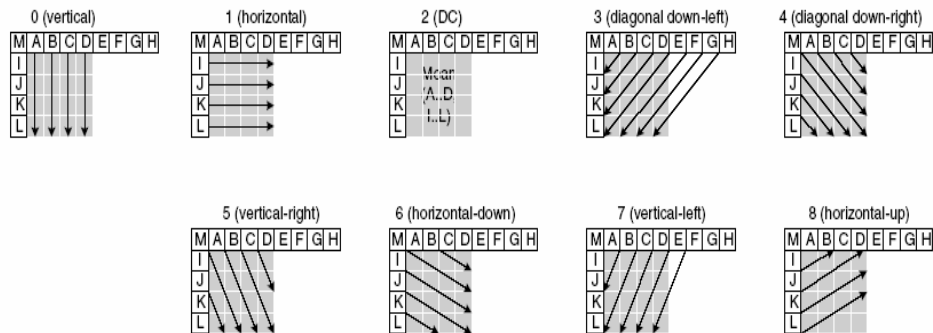 0 (vertical)
M A B C D E F G H
I
J
K
L
1 (horizontal)
M A B C D E F G H
I
J
K
L
2 (DC)
M A B C D E F G H
I
J
K
L
Mean
(A..D
I..L)
3 (diagonal down-left)
M A B C D E F G H
I
J
K
L
4 (diagonal down-right)
M A B C D E F G H
I
J
K
L
5 (vertical-right)
M A B C D E F G H
I
J
K
L
6 (horizontal-down)
M A B C D E F G H
I
J
K
L
7 (vertical-left)
M A B C D E F G H
I
J
K
L
8 (horizontal-up)
M A B C D E F G H
I
J
K
L